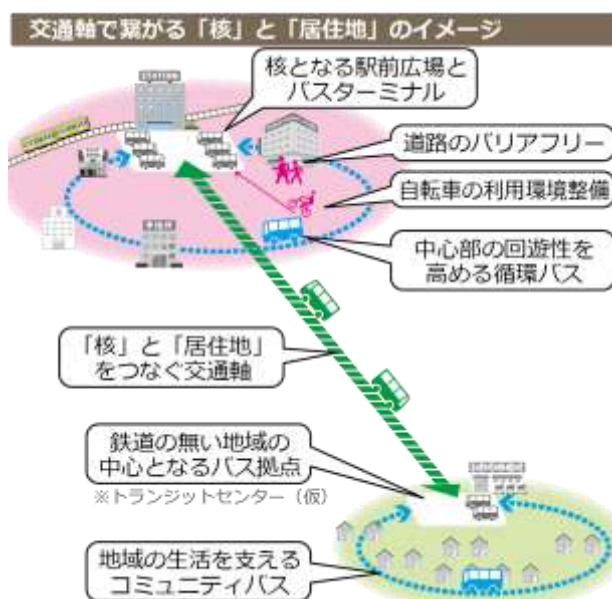 交通軸で繋がる「核」と「居住地」のイメージ
STATION
核となる駅前広場と
バスターミナル
道路のバリアフリー
自転車の利用環境整備
中心部の回遊性を
高める循環バス
「核」と「居住地」
をつなぐ交通軸
鉄道の無い地域の
中心となるバス拠点
※トランジットセンター（仮）
地域の生活を支える
コミュニティバス